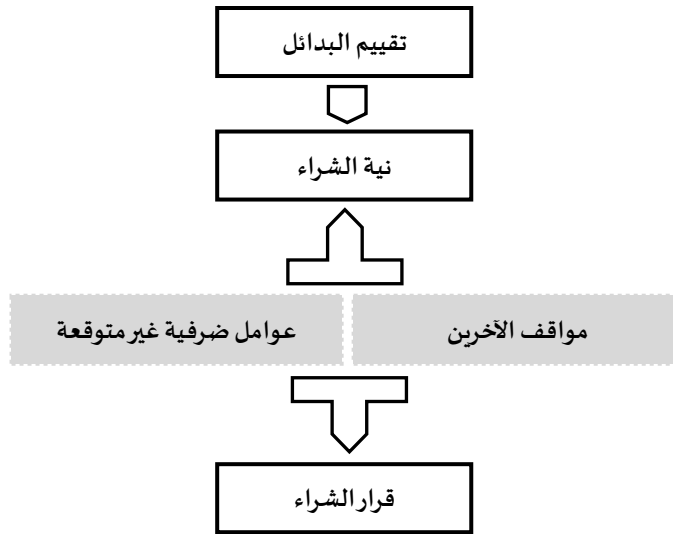 تقييم البدائل
نية الشراء
مواقف الآخرين
عوامل ضرفية غير متوقعة
قرار الشراء